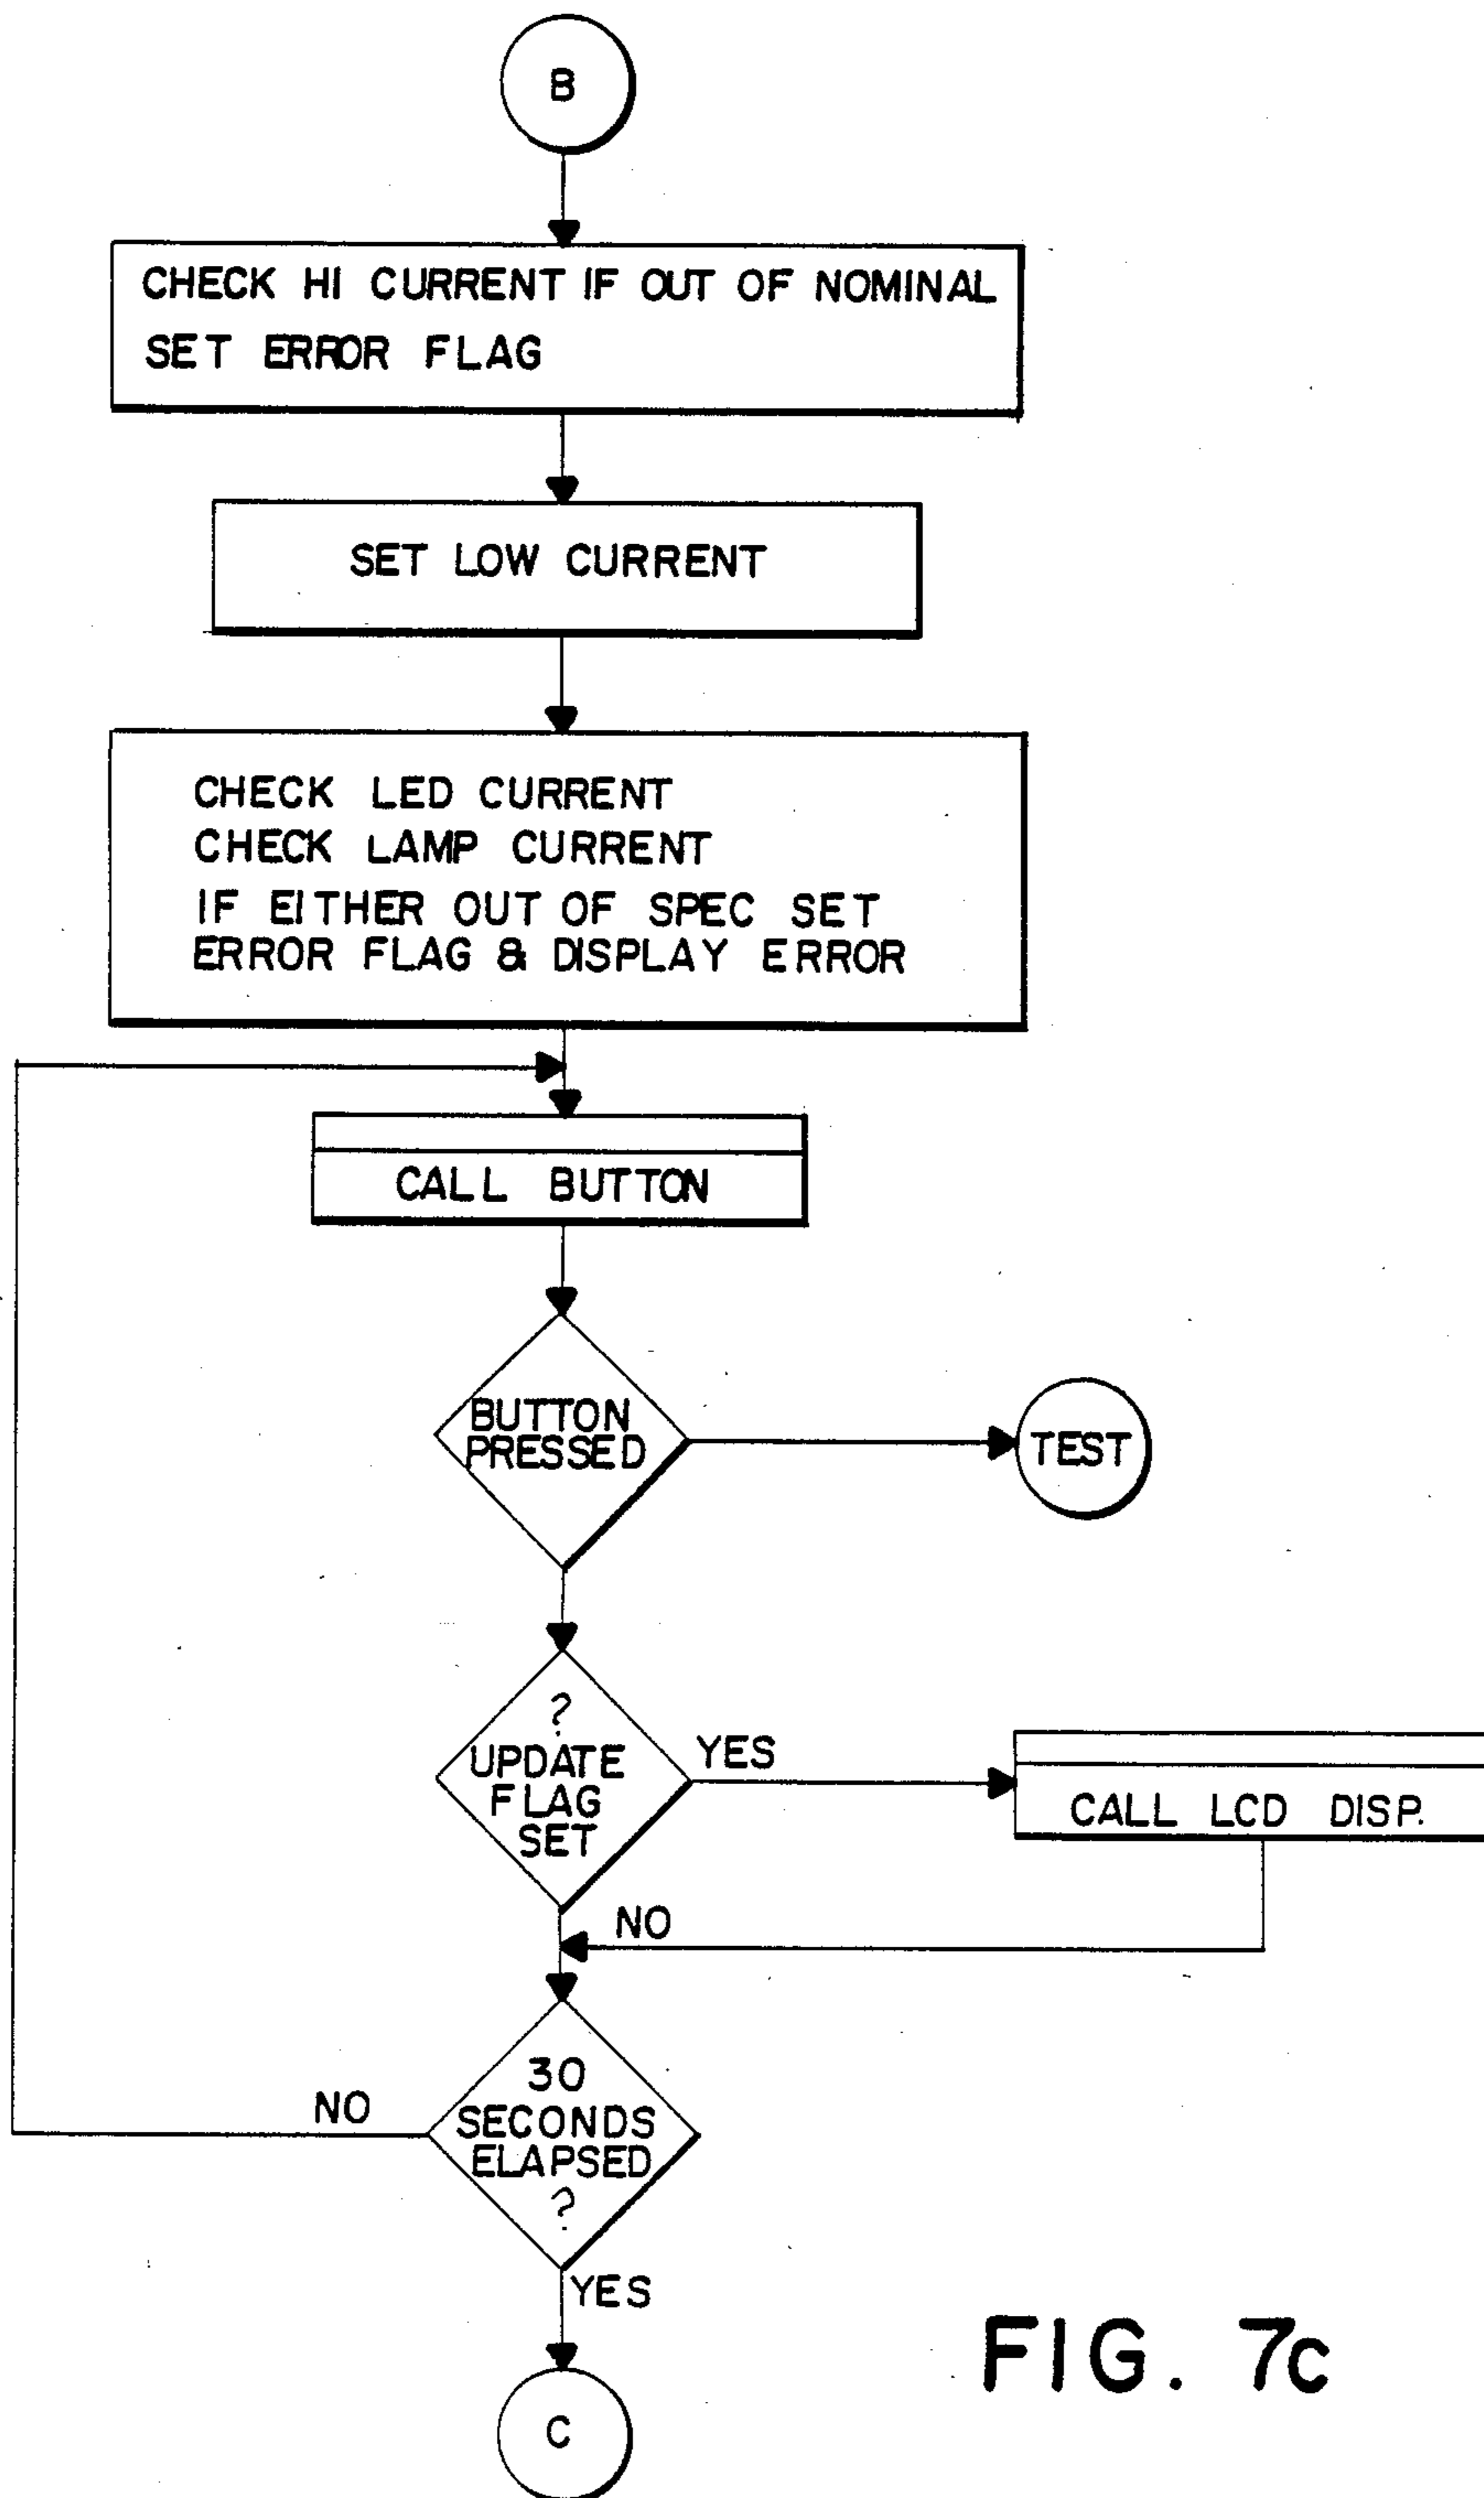 B
CHECK HI CURRENT IF OUT OF NOMINAL
SET ERROR FLAG
SET LOW CURRENT
CHECK LED CURRENT
CHECK LAMP CURRENT
IF EITHER OUT OF SPEC SET
ERROR FLAG & DISPLAY ERROR
CALL BUTTON
BUTTON
PRESSED
TEST
?
UPDATE
FLAG
SET
YES
CALL LCD DISP.
NO
30
SECONDS
ELAPSED
?
NO
YES
C
FIG. 7c